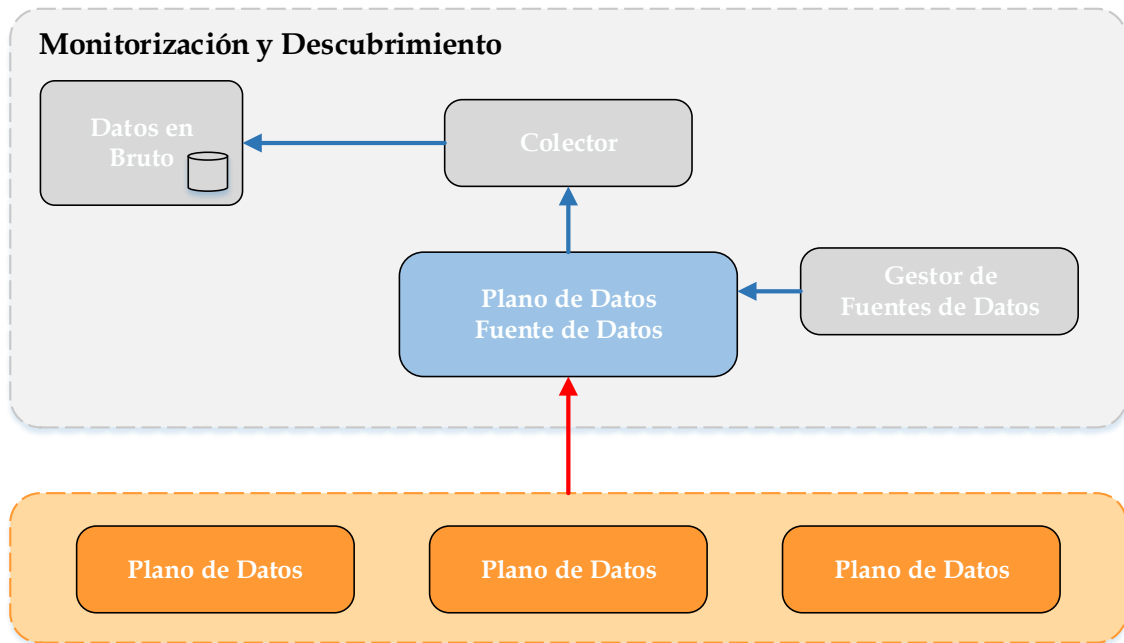 Monitorización y Descubrimiento
Datos en
Bruto
Colector
Plano de Datos
Fuente de Datos
Gestor de
Fuentes de Datos
Plano de Datos
Plano de Datos
Plano de Datos